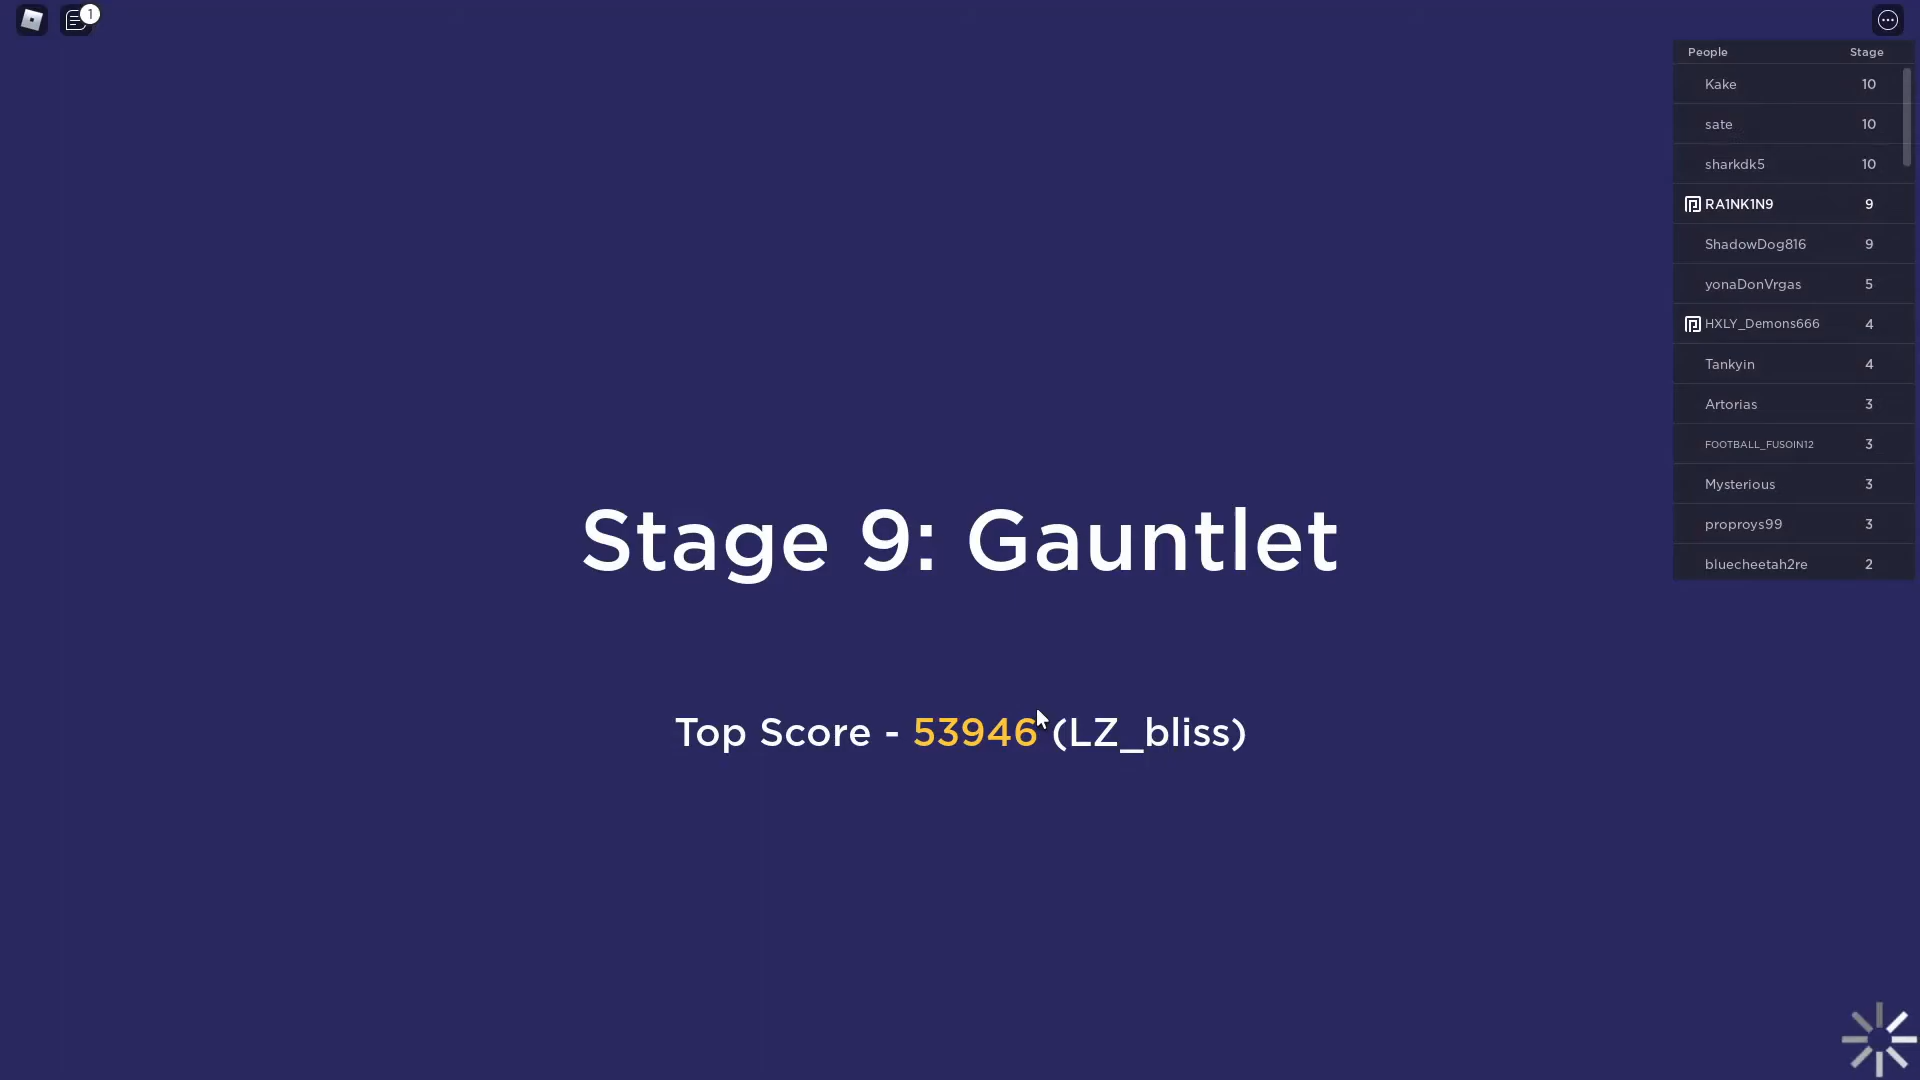 1
People Stage
Kake 10
sate 10
sharkdk5 10
RA1NK1N9 9
ShadowDog816 9
yonaDonVrgas 5
HXLY_Demons666 4
Tankyin 4
Artorias 3
FOOTBALL_FUSOIN12 3
Mysterious 3
proproys99 3
bluecheetah2re 2
Stage 9: Gauntlet
Top Score - 53946 (LZ_bliss)